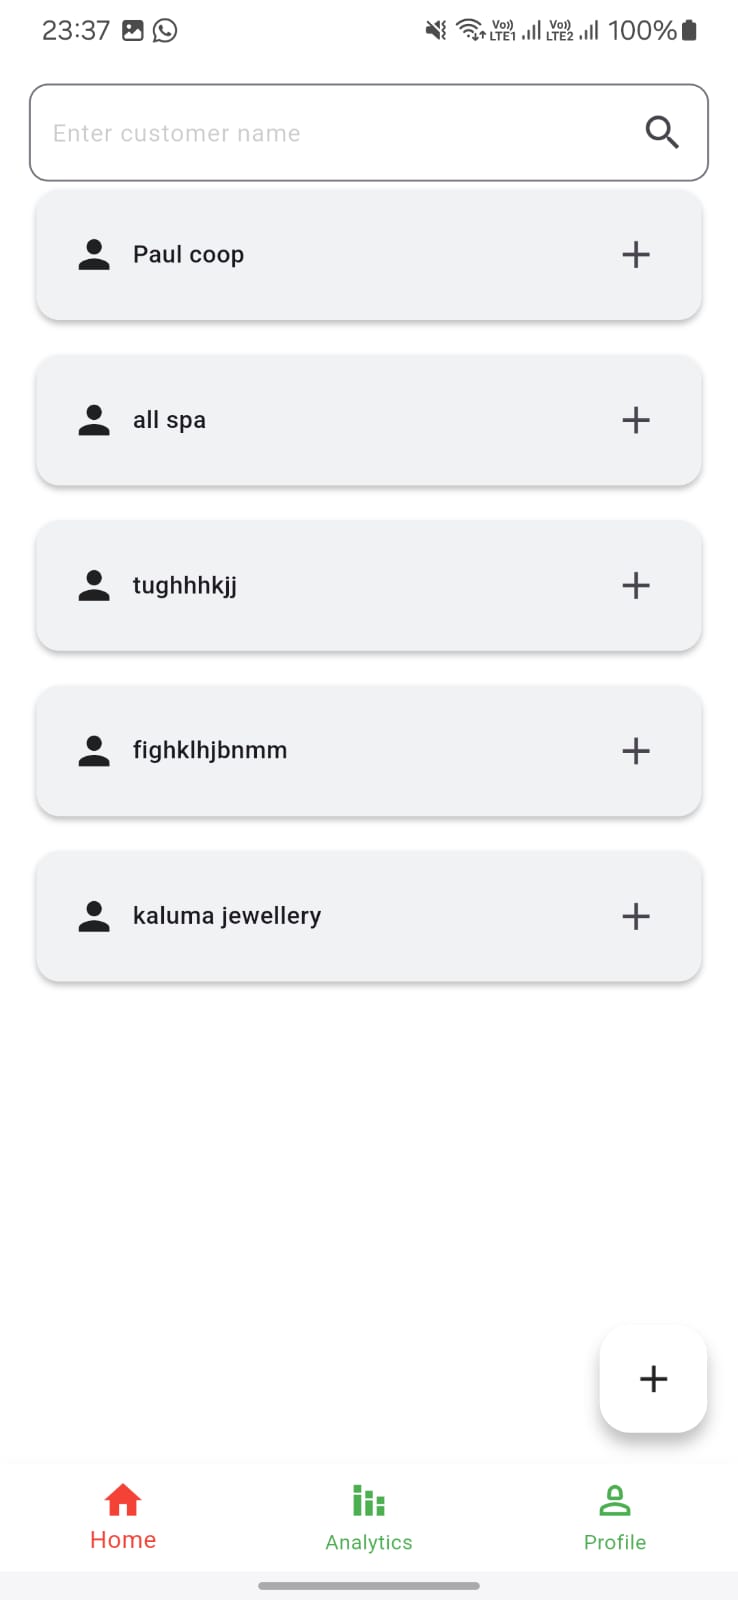 23:37 Vo)) LTE1 Vo)) LTE2 100%
Enter customer name
Paul coop
all spa
tughhhkjj
fighklhjbnmm
kaluma jewellery
Home Analytics Profile